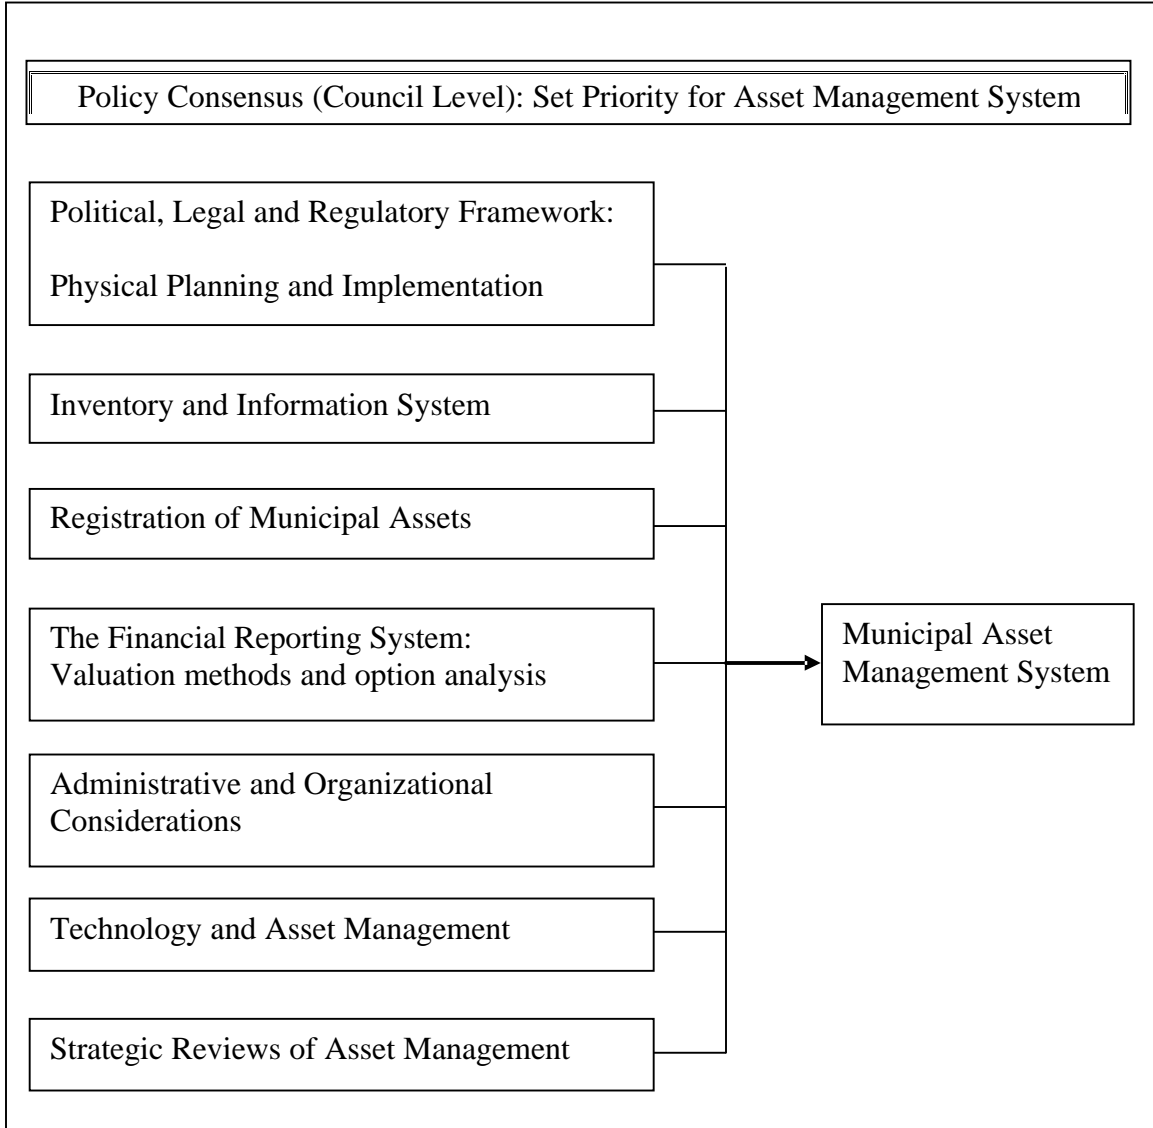 Policy Consensus (Council Level): Set Priority for Asset Management System
Political, Legal and Regulatory Framework:
Physical Planning and Implementation
Inventory and Information System
Registration of Municipal Assets
The Financial Reporting System:
Valuation methods and option analysis
Municipal Asset
Management System
Administrative and Organizational
Considerations
Technology and Asset Management
Strategic Reviews of Asset Management